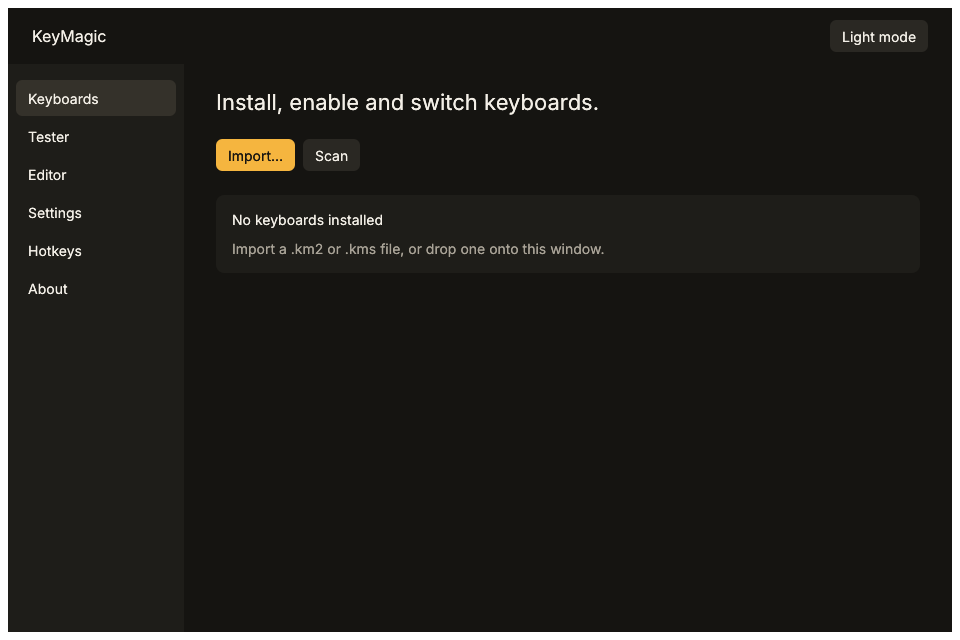 KeyMagic
Light mode
Keyboards
Tester
Editor
Settings
Hotkeys
About
Install, enable and switch keyboards.
Import...
Scan
No keyboards installed
Import a .km2 or .kms file, or drop one onto this window.